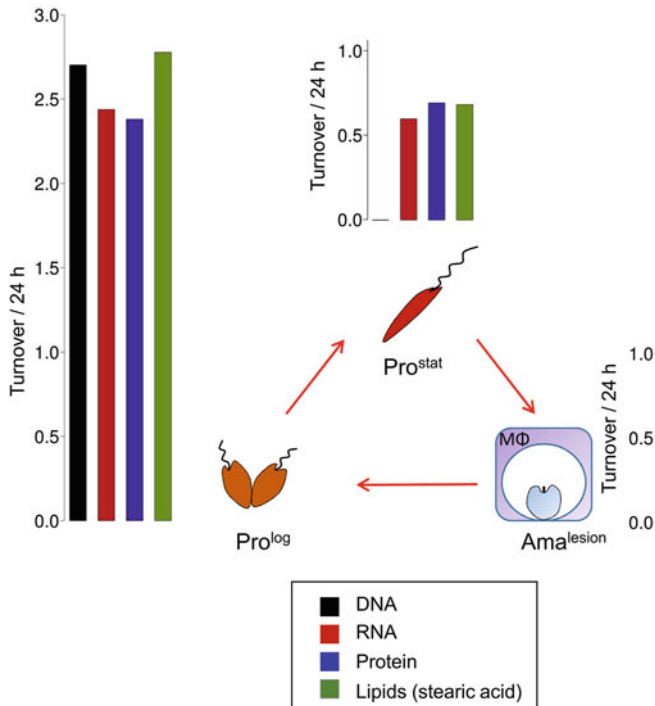 3.0
2.5
2.0
1.5
1.0
0.5
0.0
Turnover / 24 h
1.0
0.5
0.0
Turnover / 24 h
Pro^stat
1.0
0.5
0.0
Turnover / 24 h
MΦ
Pro^log
Ama^lesion
DNA
RNA
Protein
Lipids (stearic acid)